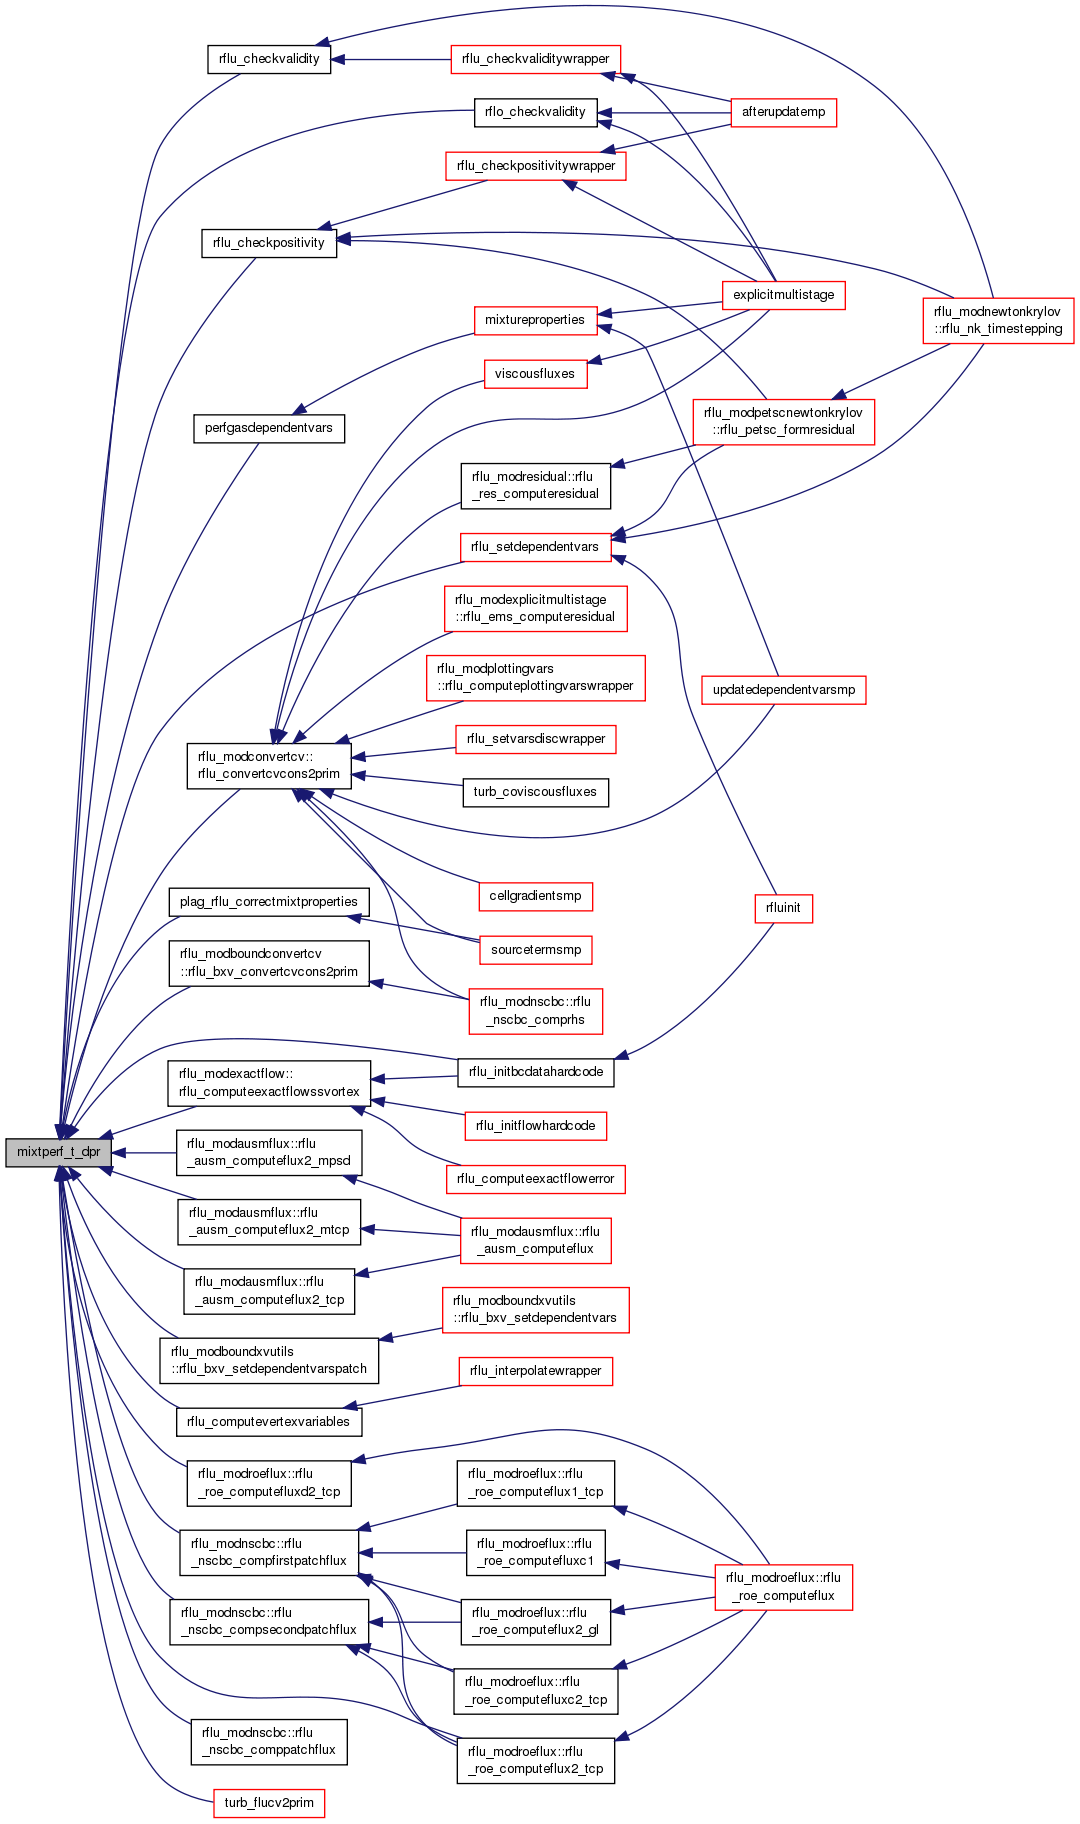 rflu_checkvalidity
rflu_checkvaliditywrapper
rflo_checkvalidity
afterupdatemp
rflu_checkpositivitywrapper
rflu_checkpositivity
explicitmultistage
rflu_modnewtonkrylov
::rflu_nk_timestepping
mixtureproperties
viscousfluxes
perfgasdependentvars
rflu_modpetscnewtonkrylov
::rflu_petsc_formresidual
rflu_modresidual::rflu
_res_computeresidual
rflu_setdependentvars
rflu_modexplicitmultistage
::rflu_ems_computeresidual
rflu_modplottingvars
::rflu_computeplottingvarswrapper
updatedependentvarsmp
rflu_setvarsdiscwrapper
rflu_modconvertcv::
rflu_convertcvcons2prim
turb_coviscousfluxes
cellgradientsmp
plag_rflu_correctmixtproperties
rfluinit
sourcetermsmp
rflu_modboundconvertcv
::rflu_bxv_convertcvcons2prim
rflu_modnscbc::rflu
_nscbc_comprhs
rflu_initbcdatahardcode
rflu_modexactflow::
rflu_computeexactflowssvortex
rflu_initflowhardcode
mixtperf_t_dpr
rflu_modausmflux::rflu
_ausm_computeflux2_mpsd
rflu_computeexactflowerror
rflu_modausmflux::rflu
_ausm_computeflux2_mtcp
rflu_modausmflux::rflu
_ausm_computeflux
rflu_modausmflux::rflu
_ausm_computeflux2_tcp
rflu_modboundxvutils
::rflu_bxv_setdependentvars
rflu_modboundxvutils
::rflu_bxv_setdependentvarspatch
rflu_interpolatewrapper
rflu_computevertexvariables
rflu_modroeflux::rflu
_roe_computefluxd2_tcp
rflu_modroeflux::rflu
_roe_computeflux1_tcp
rflu_modnscbc::rflu
_nscbc_compfirstpatchflux
rflu_modroeflux::rflu
_roe_computefluxc1
rflu_modroeflux::rflu
_roe_computeflux
rflu_modnscbc::rflu
_nscbc_compsecondpatchflux
rflu_modroeflux::rflu
_roe_computeflux2_gl
rflu_modroeflux::rflu
_roe_computefluxc2_tcp
rflu_modnscbc::rflu
_nscbc_comppatchflux
rflu_modroeflux::rflu
_roe_computeflux2_tcp
turb_flucv2prim